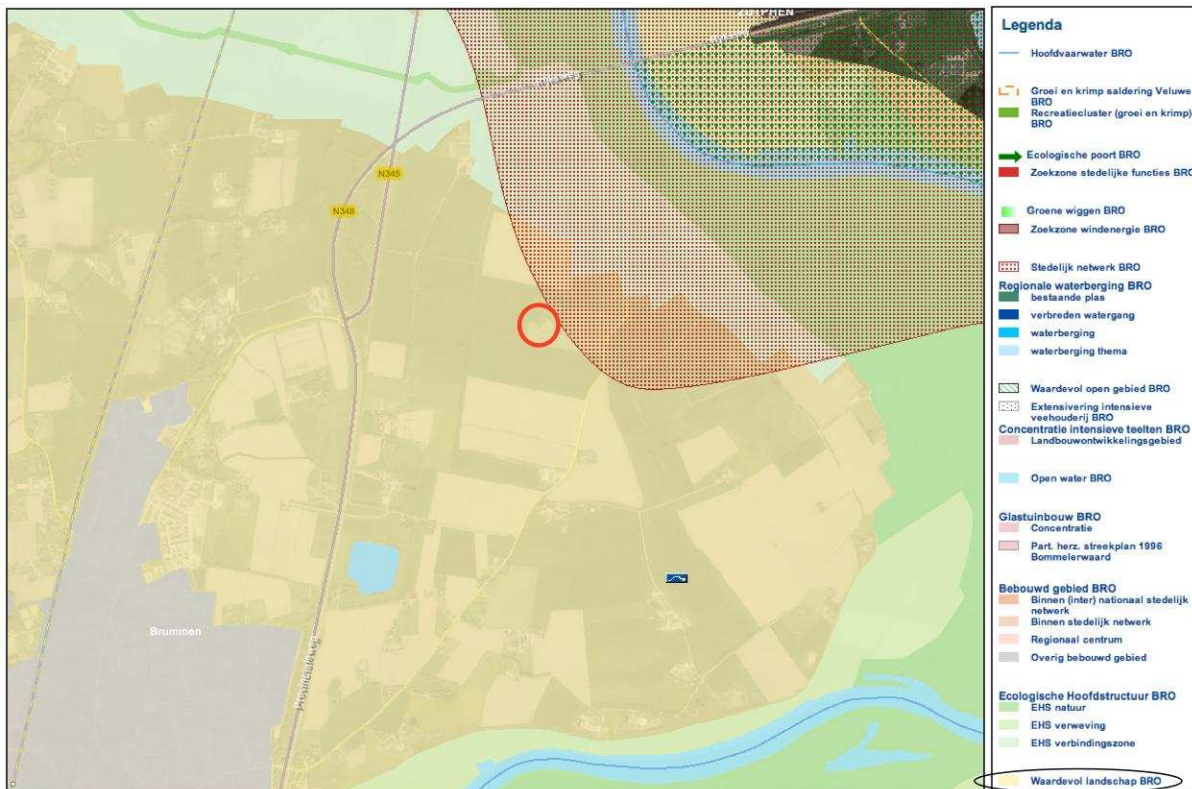 ZUTPHEN
N345
N348
Brummen
Legenda
Hoofdvaarwater BRO
Groei en krimp saldering Veluwe
BRO
Recreatiecluster (groei en krimp)
BRO
Ecologische poort BRO
Zoekzone stedelijke functies BRO
Groene wiggen BRO
Zoekzone windenergie BRO
Stedelijk netwerk BRO
Regionale waterberging BRO
bestaande plas
verbreden watergang
waterberging
waterberging thema
Waardevol open gebied BRO
Extensivering intensieve
veehouderij BRO
Concentratie intensieve teelten BRO
Landbouwontwikkelingsgebied
Open water BRO
Glastuinbouw BRO
Concentratie
Part. herz. streekplan 1996
Bommelerwaard
Bebouwd gebied BRO
Binnen (inter) nationaal stedelijk
netwerk
Binnen stedelijk netwerk
Regionaal centrum
Overig bebouwd gebied
Ecologische Hoofdstructuur BRO
EHS natuur
EHS verweving
EHS verbindingszone
Waardevol landschap BRO